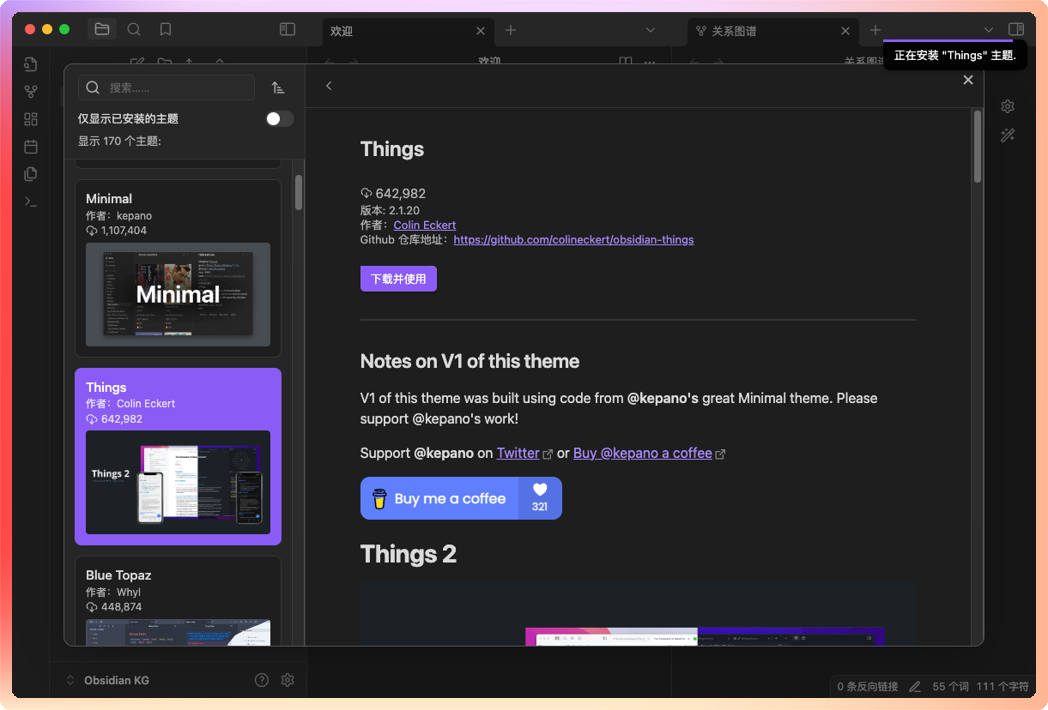 欢迎
关系图谱
正在安装 "Things" 主题.
搜索......
仅显示已安装的主题
显示 170 个主题:
Minimal
作者： kepano
1,107,404
Minimal
Things
作者： Colin Eckert
642,982
Things 2
Blue Topaz
作者： Whyl
448,874
Things
642,982
版本: 2.1.20
作者： Colin Eckert
Github 仓库地址： https://github.com/colineckert/obsidian-things
下载并使用
Notes on V1 of this theme
V1 of this theme was built using code from @kepano's great Minimal theme. Please
support @kepano's work!
Support @kepano on Twitter or Buy @kepano a coffee
Buy me a coffee
321
Things 2
Obsidian KG
0 条反向链接
55 个词
111 个字符